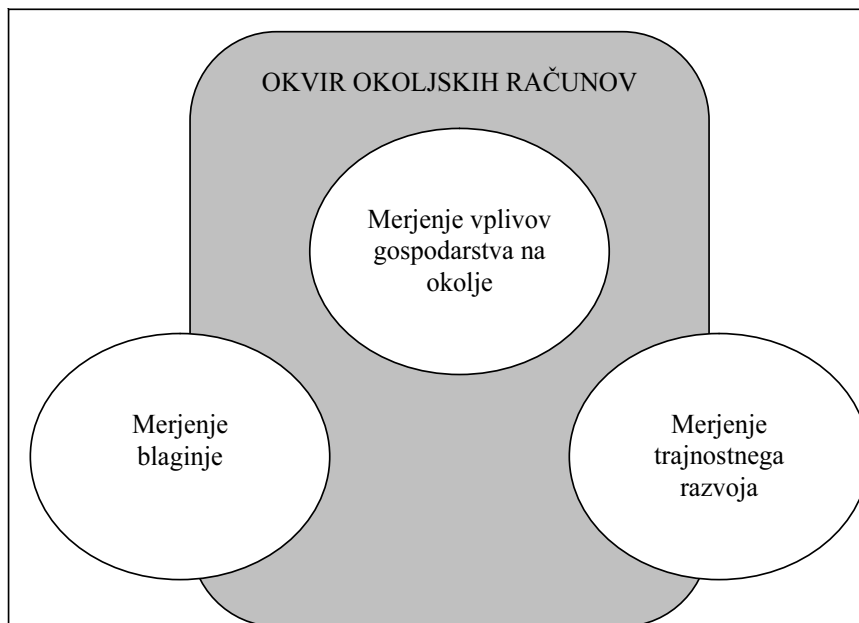 OKVIR OKOLJSKIH RAČUNOV
Merjenje vplivov
gospodarstva na
okolje
Merjenje
blaginje
Merjenje
trajnostnega
razvoja